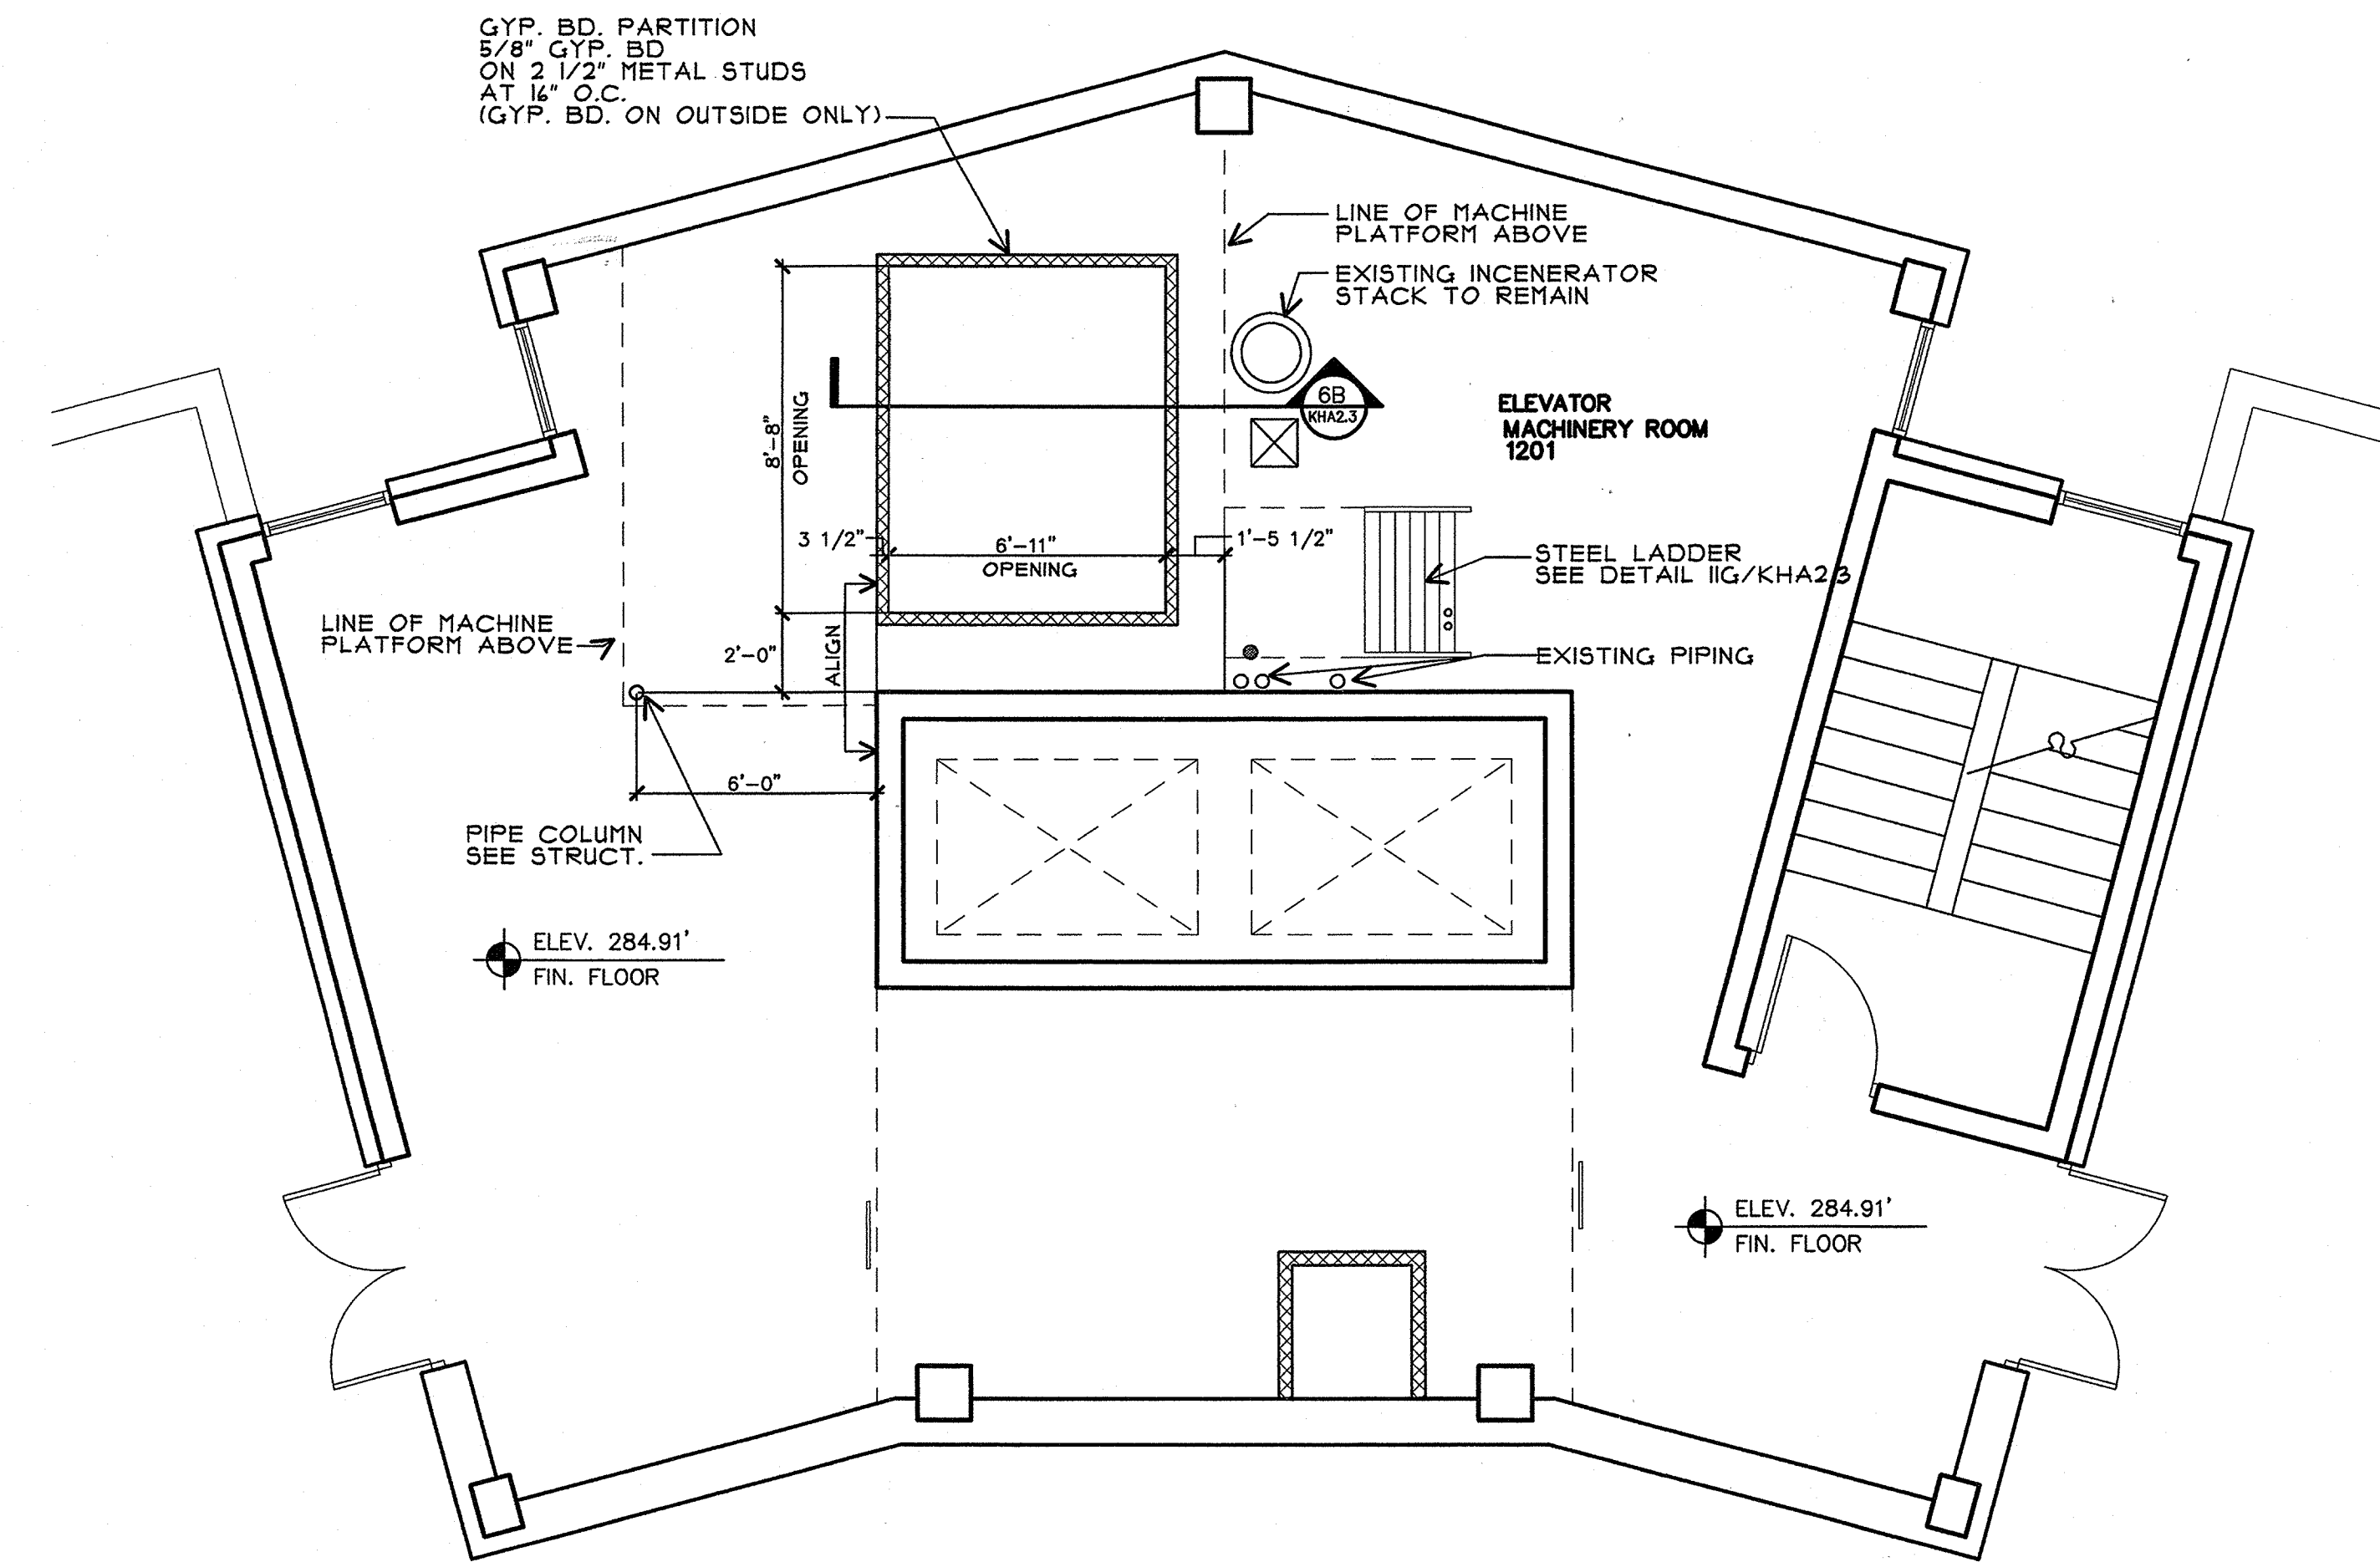 GYP. BD. PARTITION
5/8" GYP. BD
ON 2 1/2" METAL STUDS
AT 16" O.C.
(GYP. BD. ON OUTSIDE ONLY)
LINE OF MACHINE
PLATFORM ABOVE
EXISTING INCENERATOR
STACK TO REMAIN
6B
KHA2.3
ELEVATOR
MACHINERY ROOM
1201
8'-8"
OPENING
3 1/2"
6'-11"
OPENING
1'-5 1/2"
STEEL LADDER
SEE DETAIL 11G/KHA2.3
LINE OF MACHINE
PLATFORM ABOVE
2'-0"
ALIGN
EXISTING PIPING
6'-0"
PIPE COLUMN
SEE STRUCT.
ELEV. 284.91'
FIN. FLOOR
ELEV. 284.91'
FIN. FLOOR